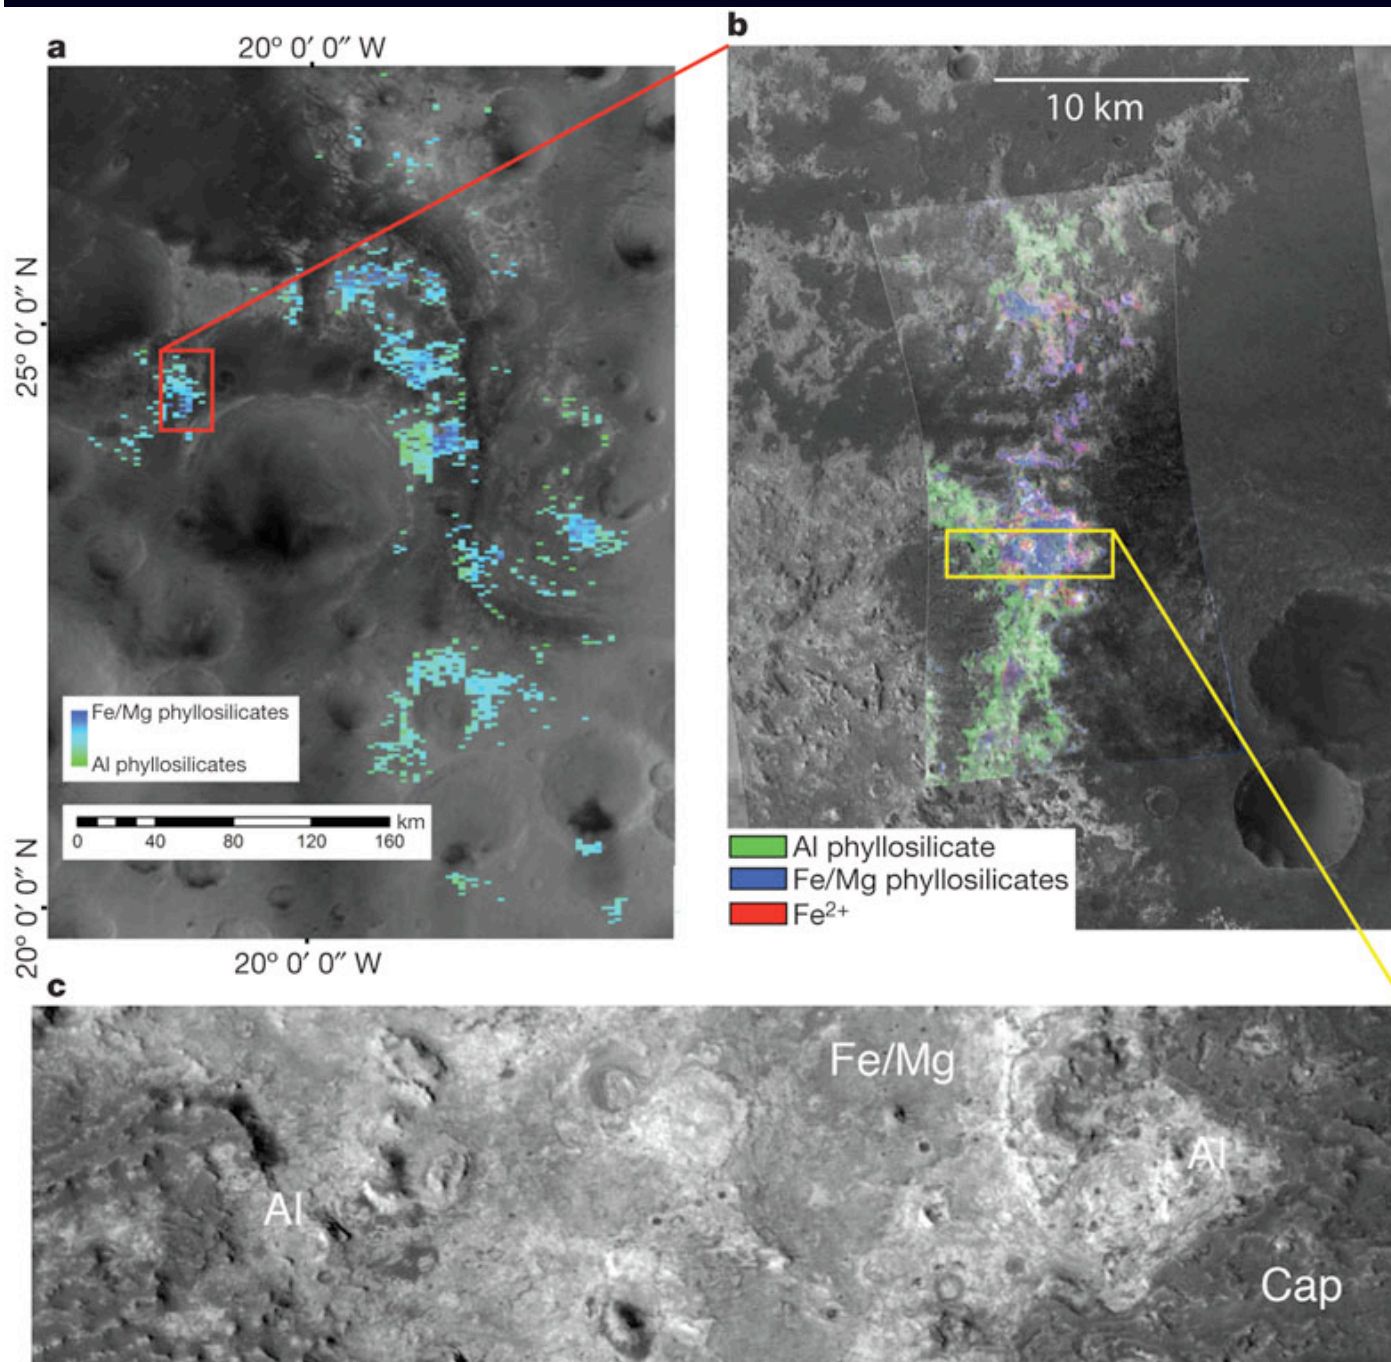 a
20° 0′ 0″ W
b
10 km
25° 0′ 0″ N
Fe/Mg phyllosilicates
Al phyllosilicates
km
0 40 80 120 160
20° 0′ 0″ N
20° 0′ 0″ W
Al phyllosilicate
Fe/Mg phyllosilicates
Fe²⁺
c
Fe/Mg
Al
Al
Cap